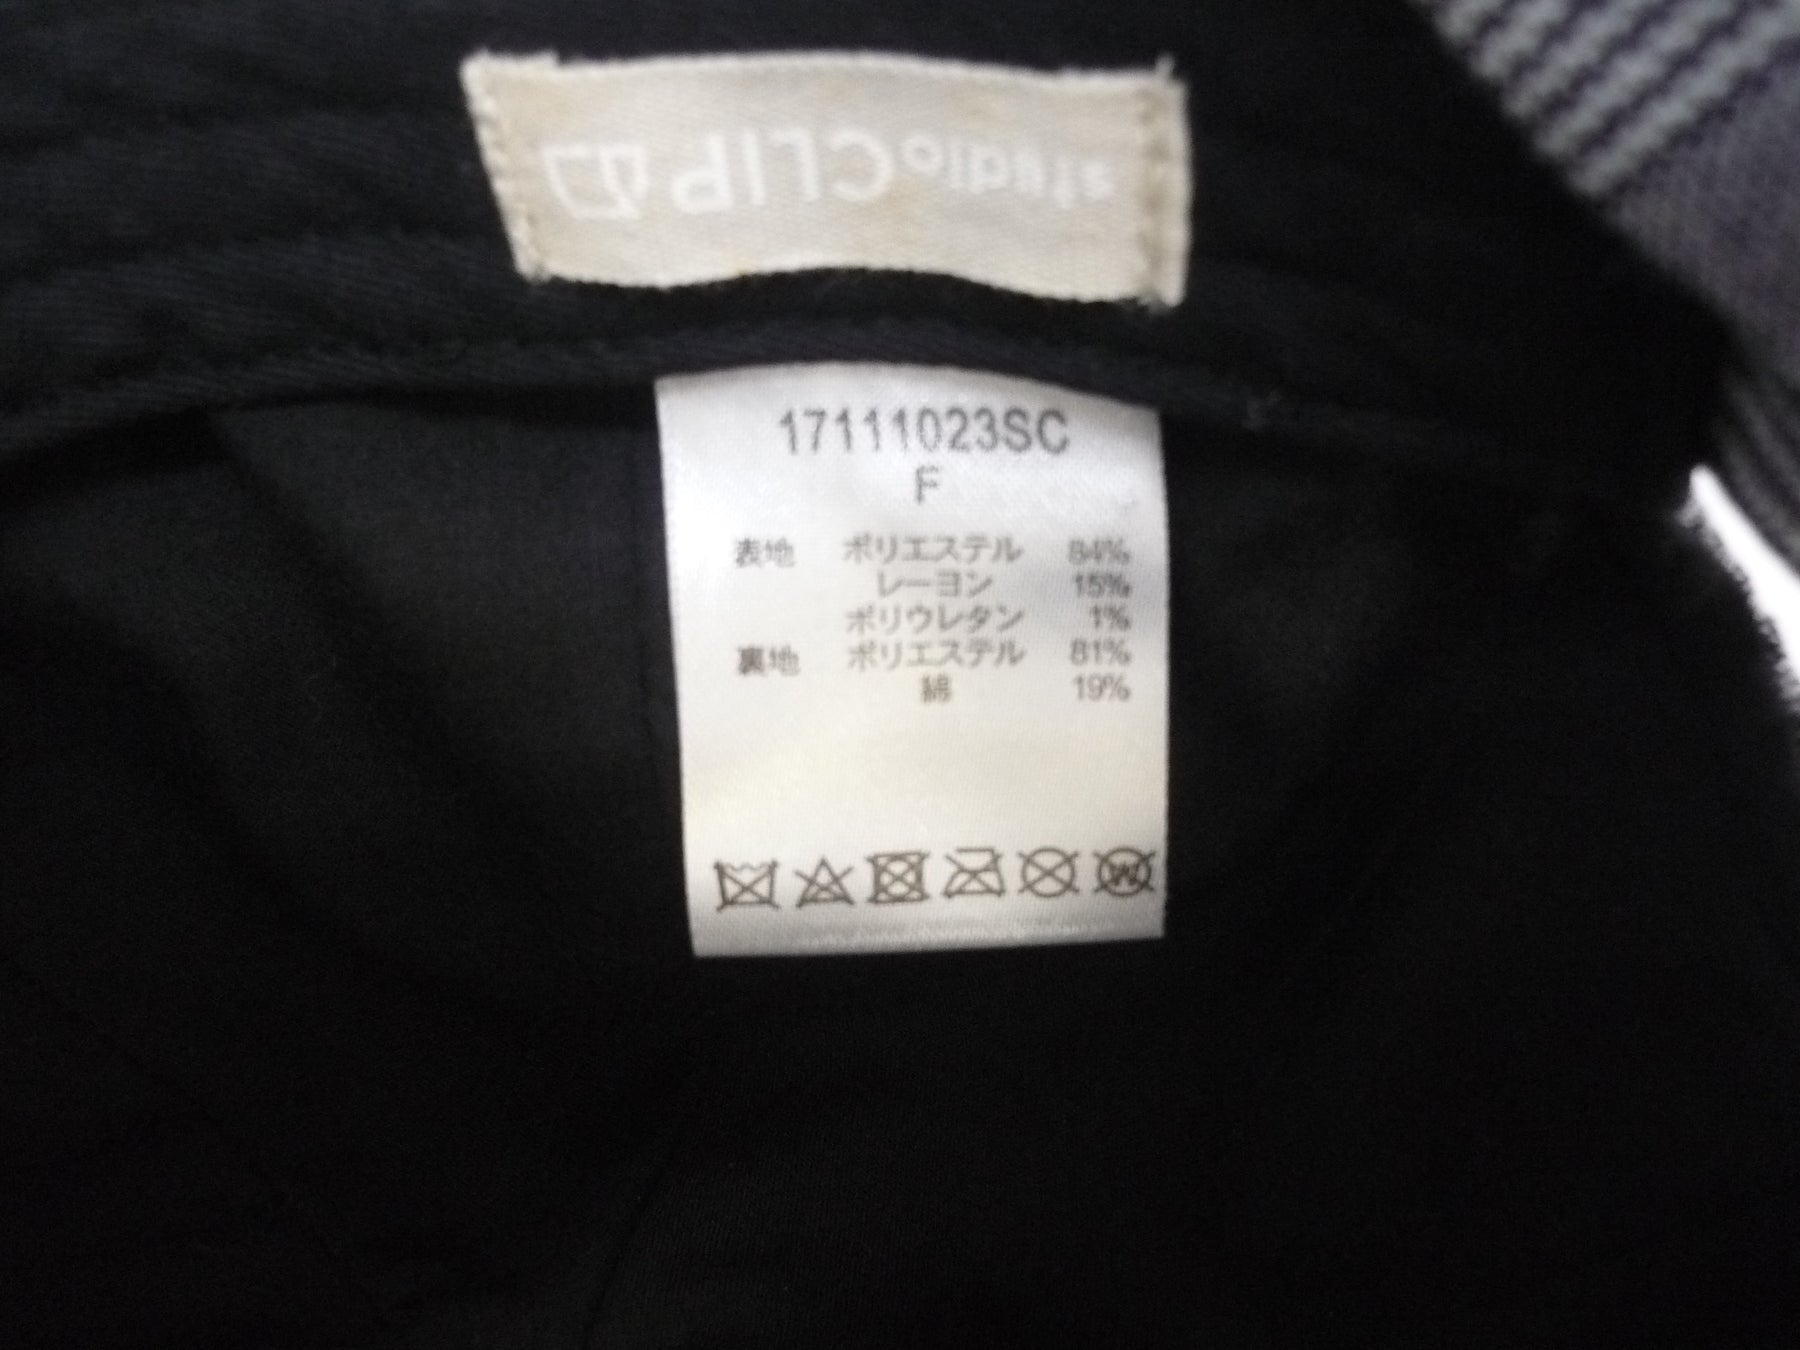 studio CLIP
17111023SC
F
表地 ポリエステル 84%
レーヨン 15%
ポリウレタン 1%
裏地 ポリエステル 81%
綿 19%
W